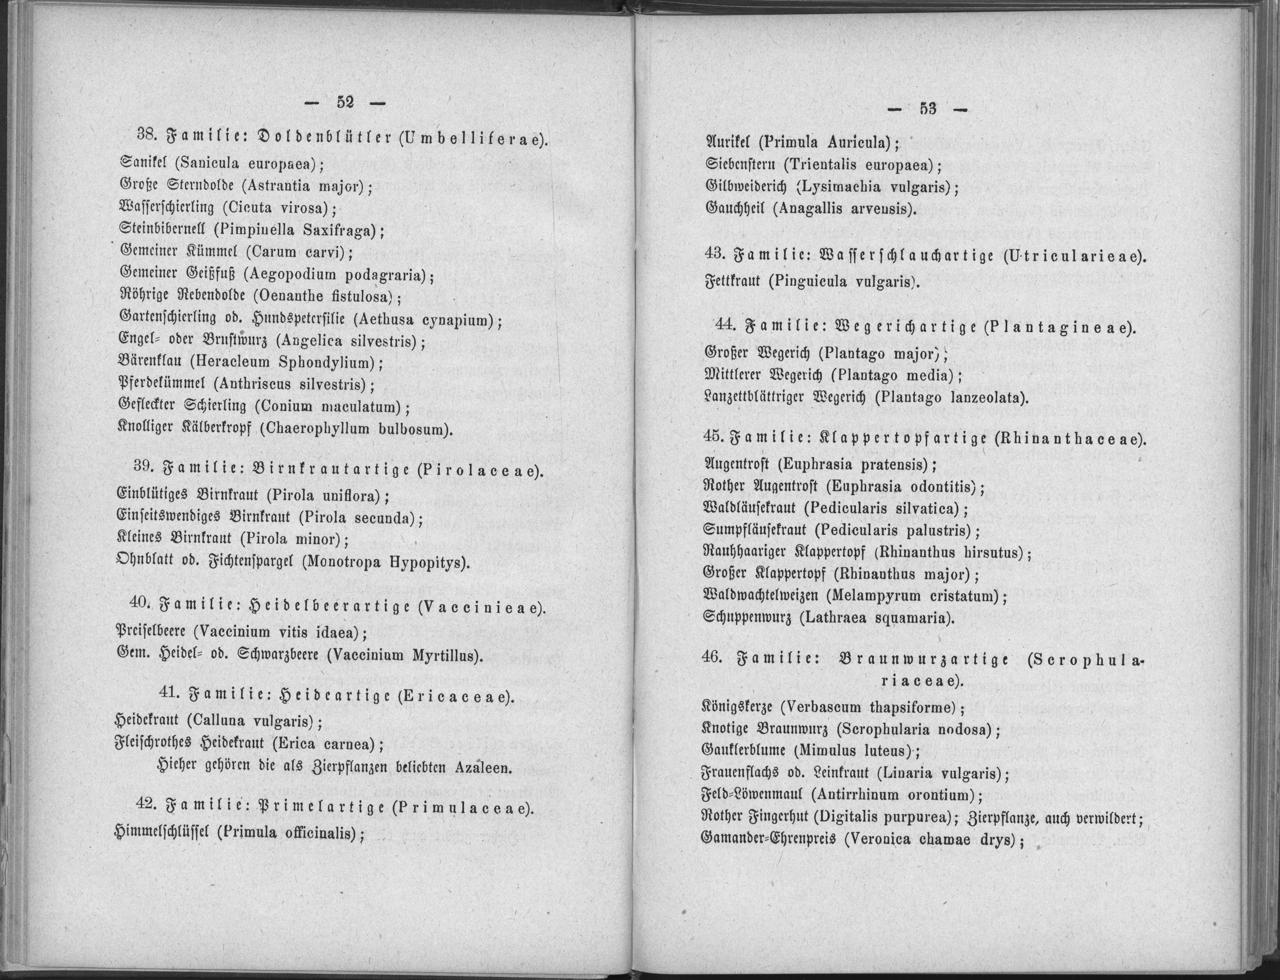 — 52 —
38. Familie: Doldenblütler (Umbelliferae).
Sanikel (Sanicula europaea);
Große Sterndolde (Astrantia major);
Wasserschierling (Cicuta virosa);
Steinbibernell (Pimpinella Saxifraga);
Gemeiner Kümmel (Carum carvi);
Gemeiner Geißfuß (Aegopodium podagraria);
Röhrige Rebendolde (Oenanthe fistulosa);
Gartenschierling od. Hundspetersilie (Aethusa cynapium);
Engel- oder Brustwurz (Angelica silvestris);
Bärenklau (Heracleum Sphondylium);
Pferdekümmel (Anthriscus silvestris);
Gefleckter Schierling (Conium maculatum);
Knolliger Kälberkropf (Chaerophyllum bulbosum).
39. Familie: Birnkrautartige (Pirolaceae).
Einblütiges Birnkraut (Pirola uniflora);
Einseitswendiges Birnkraut (Pirola secunda);
Kleines Birnkraut (Pirola minor);
Ohnblatt od. Fichtenspargel (Monotropa Hypopitys).
40. Familie: Heidelbeerartige (Vaccinieae).
Preiselbeere (Vaccinium vitis idaea);
Gem. Heidel- od. Schwarzbeere (Vaccinium Myrtillus).
41. Familie: Heideartige (Ericaceae).
Heidekraut (Calluna vulgaris);
Fleischrothes Heidekraut (Erica carnea);
Hieher gehören die als Zierpflanzen beliebten Azaleen.
42. Familie: Primelartige (Primulaceae).
Himmelschlüssel (Primula officinalis);
— 53 —
Aurikel (Primula Auricula);
Siebenstern (Trientalis europaea);
Gilbweiderich (Lysimachia vulgaris);
Gauchheil (Anagallis arvensis).
43. Familie: Wasserschlauchartige (Utricularieae).
Fettkraut (Pinguicula vulgaris).
44. Familie: Wegerichartige (Plantagineae).
Großer Wegerich (Plantago major);
Mittlerer Wegerich (Plantago media);
Lanzettblättriger Wegerich (Plantago lanzeolata).
45. Familie: Klappertopfartige (Rhinanthaceae).
Augentrost (Euphrasia pratensis);
Rother Augentrost (Euphrasia odontitis);
Waldläusekraut (Pedicularis silvatica);
Sumpfläusekraut (Pedicularis palustris);
Rauhhaariger Klappertopf (Rhinanthus hirsutus);
Großer Klappertopf (Rhinanthus major);
Waldwachtelweizen (Melampyrum cristatum);
Schuppenwurz (Lathraea squamaria).
46. Familie: Braunwurzartige (Scrophula-
riaceae).
Königskerze (Verbascum thapsiforme);
Knotige Braunwurz (Scrophularia nodosa);
Gauklerblume (Mimulus luteus);
Frauenflachs od. Leinkraut (Linaria vulgaris);
Feld-Löwenmaul (Antirrhinum orontium);
Rother Fingerhut (Digitalis purpurea); Zierpflanze, auch verwildert;
Gamander-Ehrenpreis (Veronica chamae drys);